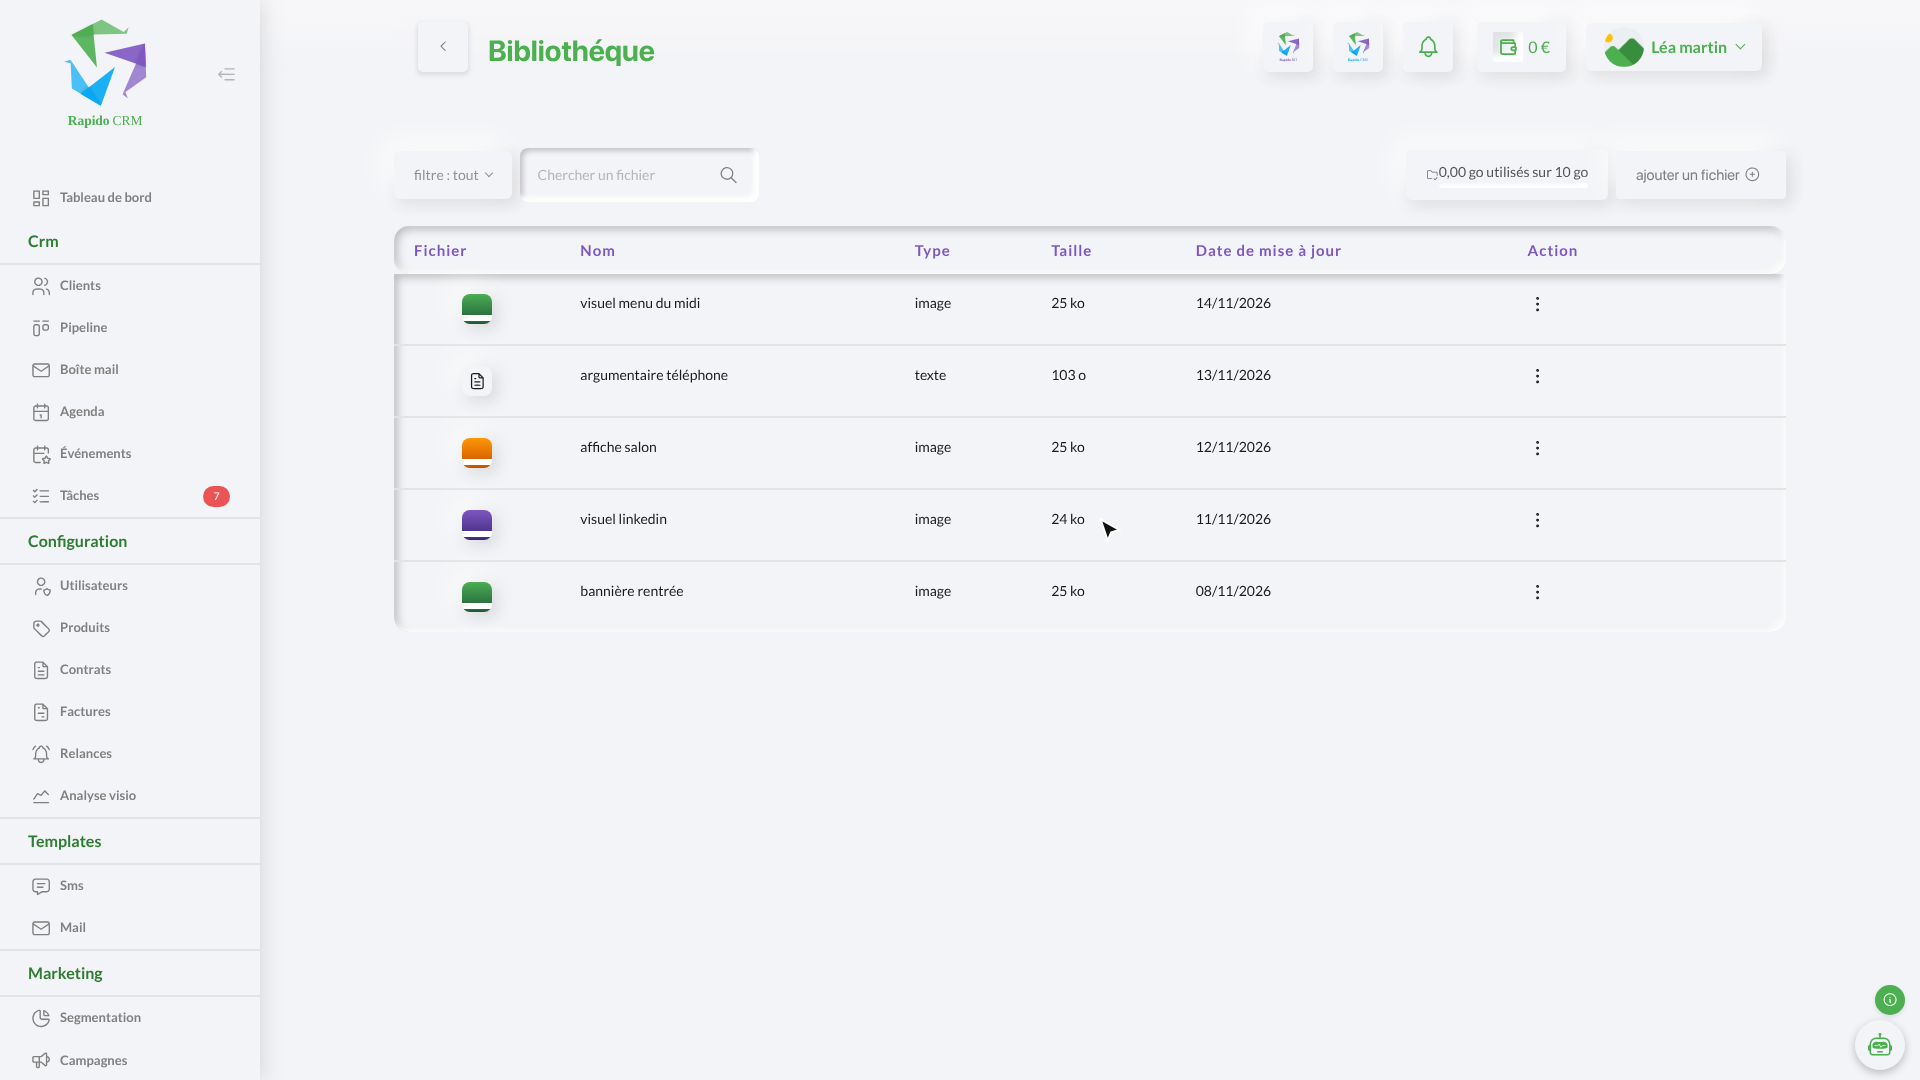 Rapido CRM
Bibliothéque
0 €
Léa martin
filtre : tout
Chercher un fichier
0,00 go utilisés sur 10 go
ajouter un fichier
Tableau de bord
Crm
Clients
Pipeline
Boîte mail
Agenda
Événements
Tâches 7
Configuration
Utilisateurs
Produits
Contrats
Factures
Relances
Analyse visio
Templates
Sms
Mail
Marketing
Segmentation
Campagnes
Fichier Nom Type Taille Date de mise à jour Action
visuel menu du midi image 25 ko 14/11/2026
argumentaire téléphone texte 103 o 13/11/2026
affiche salon image 25 ko 12/11/2026
visuel linkedin image 24 ko 11/11/2026
bannière rentrée image 25 ko 08/11/2026